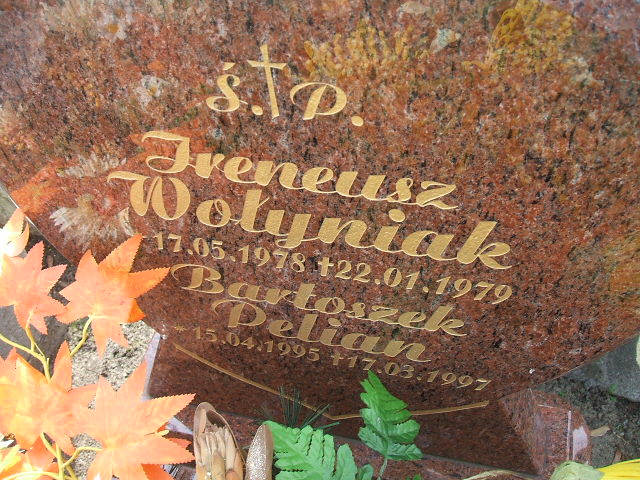 Ś. † P.
Ireneusz
Wołyniak
* 17.05.1978 † 22.01.1979
Bartoszek
Pelian
* 15.04.1995 † 17.03.1997